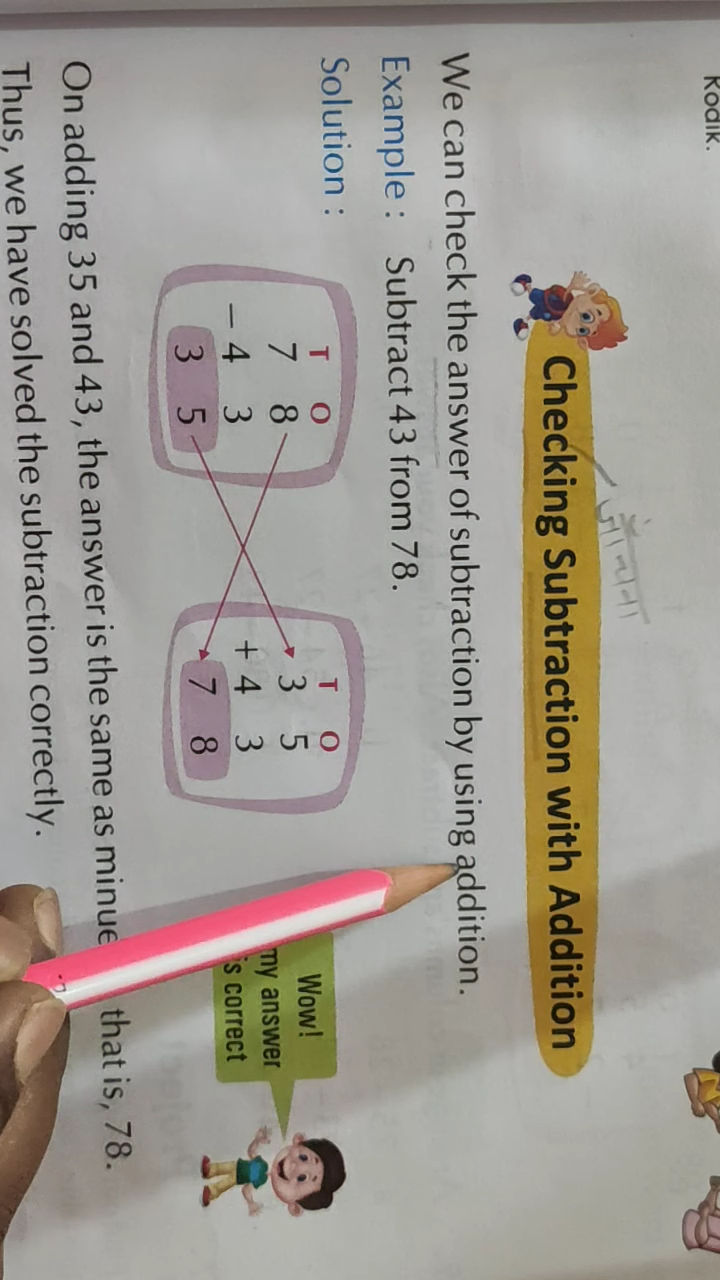 Rodik.
जाँचना
Checking Subtraction with Addition
We can check the answer of subtraction by using addition.
Example : Subtract 43 from 78.
Solution :
T O
7 8
– 4 3
3 5
T O
3 5
+ 4 3
7 8
Wow!
my answer
is correct
On adding 35 and 43, the answer is the same as minue that is, 78.
Thus, we have solved the subtraction correctly.